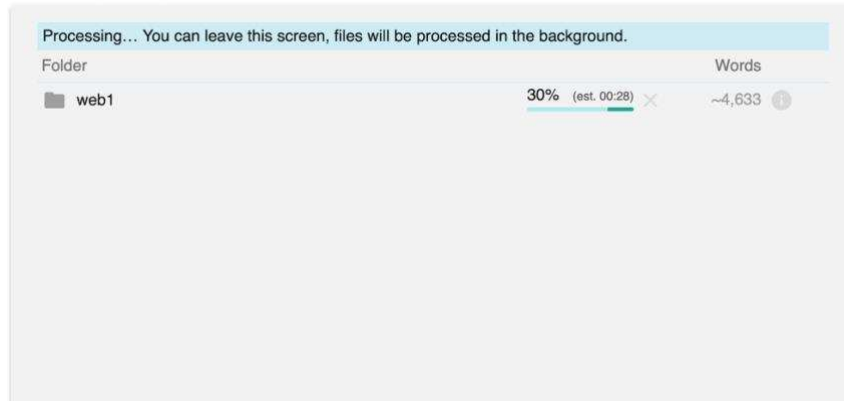 Processing... You can leave this screen, files will be processed in the background.
Folder Words
web1 30% (est. 00:28) ~4,633